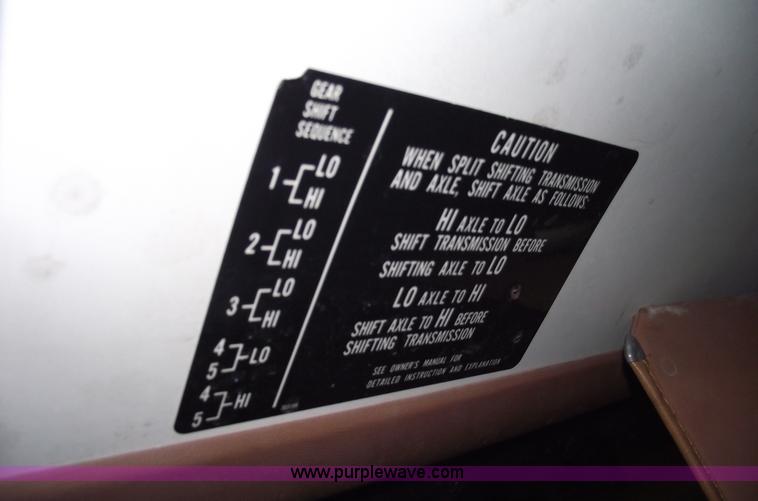 GEAR
SHIFT
SEQUENCE
1 LO
HI
2 LO
HI
3 LO
HI
4
5 LO
4
5 HI
CAUTION
WHEN SPLIT SHIFTING TRANSMISSION
AND AXLE, SHIFT AXLE AS FOLLOWS:
HI AXLE TO LO
SHIFT TRANSMISSION BEFORE
SHIFTING AXLE TO LO
LO AXLE TO HI
SHIFT AXLE TO HI BEFORE
SHIFTING TRANSMISSION
SEE OWNER'S MANUAL FOR
DETAILED INSTRUCTION AND EXPLANATION
www.purplewave.com